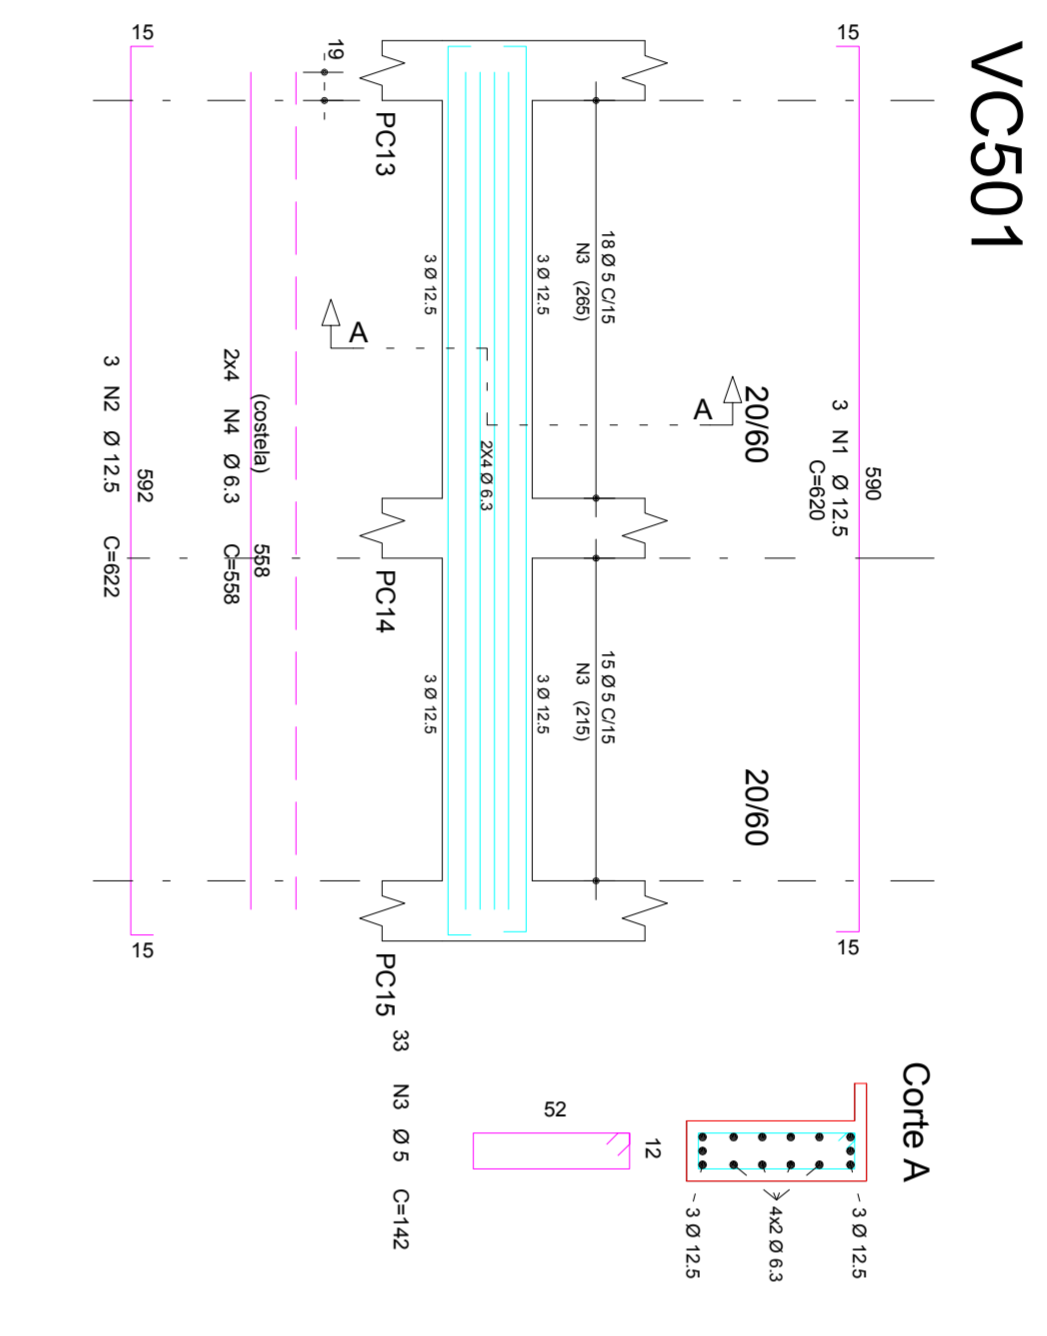 VC501
15
590
15
3 N1 Ø 12.5
C=620
20/60
20/60
A
18 Ø 5 C/15
N3 (265)
15 Ø 5 C/15
N3 (215)
3 Ø 12.5
3 Ø 12.5
2X4 Ø 6.3
3 Ø 12.5
3 Ø 12.5
PC13
PC14
PC15
A
19
(costela)
558
2x4 N4 Ø 6.3 C=558
15
592
15
3 N2 Ø 12.5 C=622
Corte A
3 Ø 12.5
4x2 Ø 6.3
3 Ø 12.5
12
52
33 N3 Ø 5 C=142